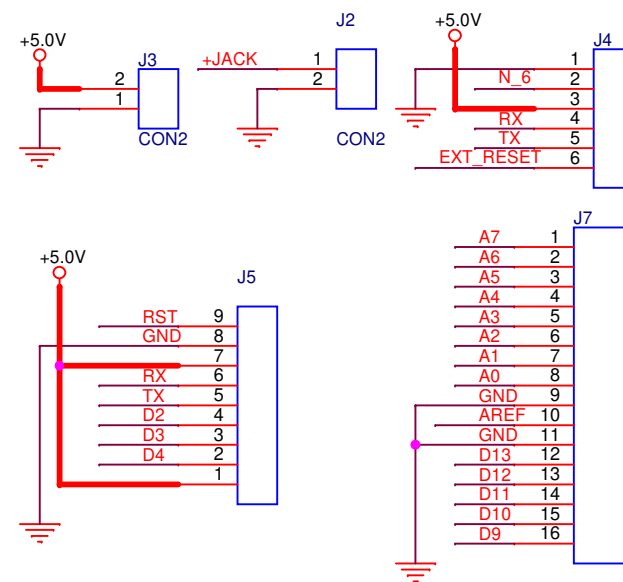 +5.0V
J3
2
1
CON2
J2
+JACK
1
2
CON2
+5.0V
J4
1
N_6 2
3
RX 4
TX 5
EXT_RESET 6
+5.0V
J5
RST 9
GND 8
7
RX 6
TX 5
D2 4
D3 3
D4 2
1
J7
A7 1
A6 2
A5 3
A4 4
A3 5
A2 6
A1 7
A0 8
GND 9
AREF 10
GND 11
D13 12
D12 13
D11 14
D10 15
D9 16